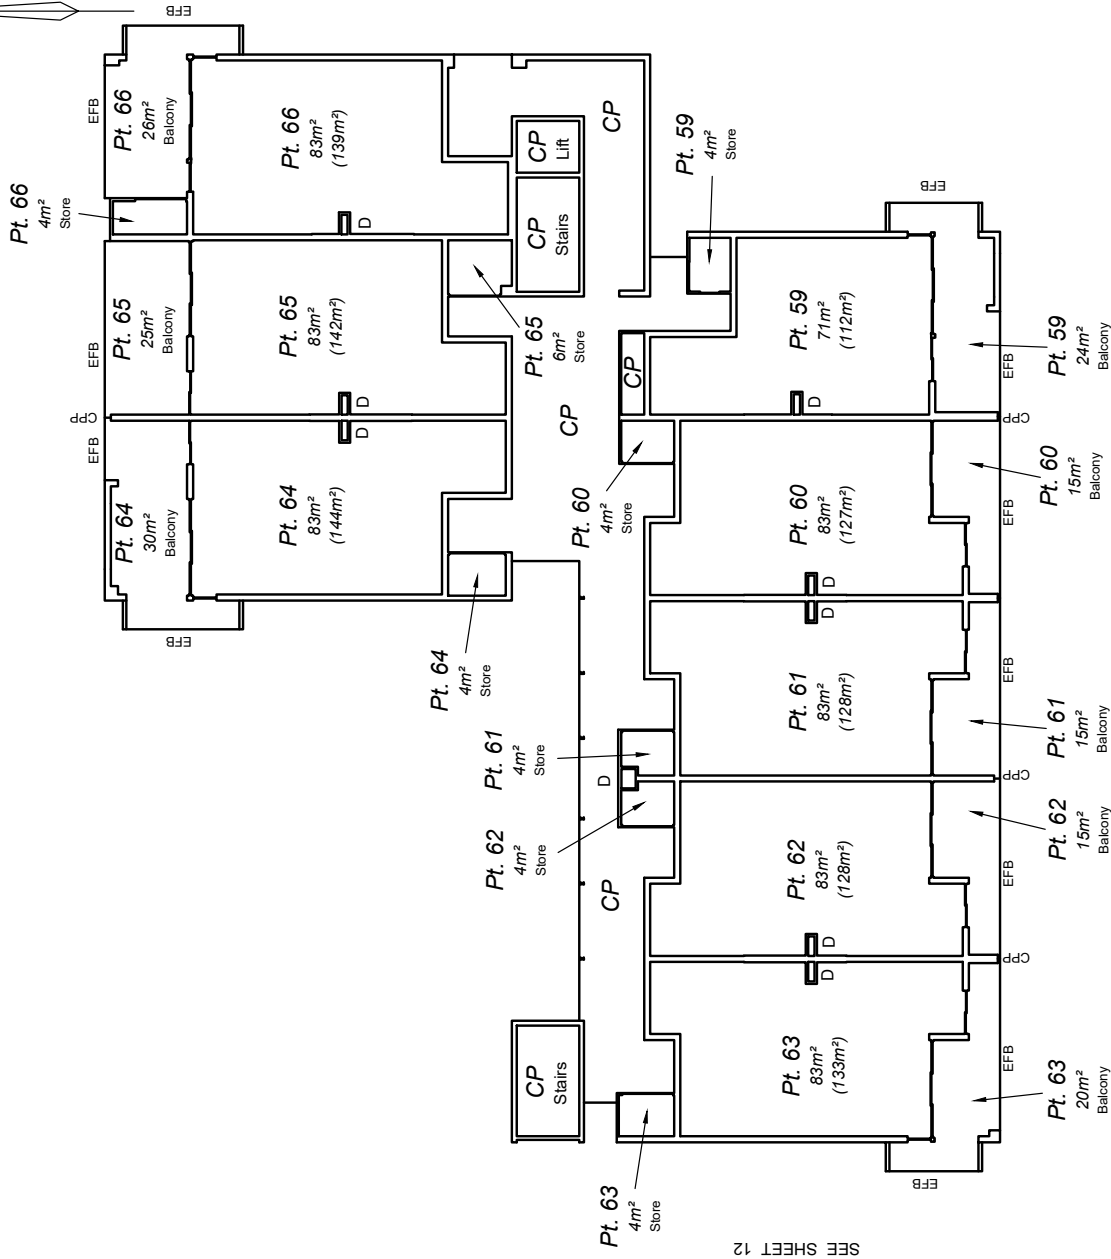 EFB
EFB
Pt. 66
26m²
Balcony
Pt. 66
4m²
Store
Pt. 66
83m²
(139m²)
D
CP
Lift
CP
Stairs
CP
Pt. 59
4m²
Store
EFB
EFB
Pt. 65
25m²
Balcony
Pt. 65
83m²
(142m²)
D
Pt. 65
6m²
Store
CP
CP
Pt. 59
71m²
(112m²)
D
Pt. 59
24m²
Balcony
EFB
CPP
CPP
EFB
Pt. 64
30m²
Balcony
Pt. 64
83m²
(144m²)
D
EFB
Pt. 64
4m²
Store
Pt. 60
4m²
Store
Pt. 60
83m²
(127m²)
D
Pt. 60
15m²
Balcony
EFB
Pt. 61
4m²
Store
D
Pt. 61
83m²
(128m²)
D
Pt. 61
15m²
Balcony
EFB
CPP
Pt. 62
4m²
Store
CP
Pt. 62
83m²
(128m²)
D
Pt. 62
15m²
Balcony
EFB
CPP
CP
Stairs
Pt. 63
83m²
(133m²)
D
Pt. 63
20m²
Balcony
EFB
EFB
Pt. 63
4m²
Store
SEE SHEET 12